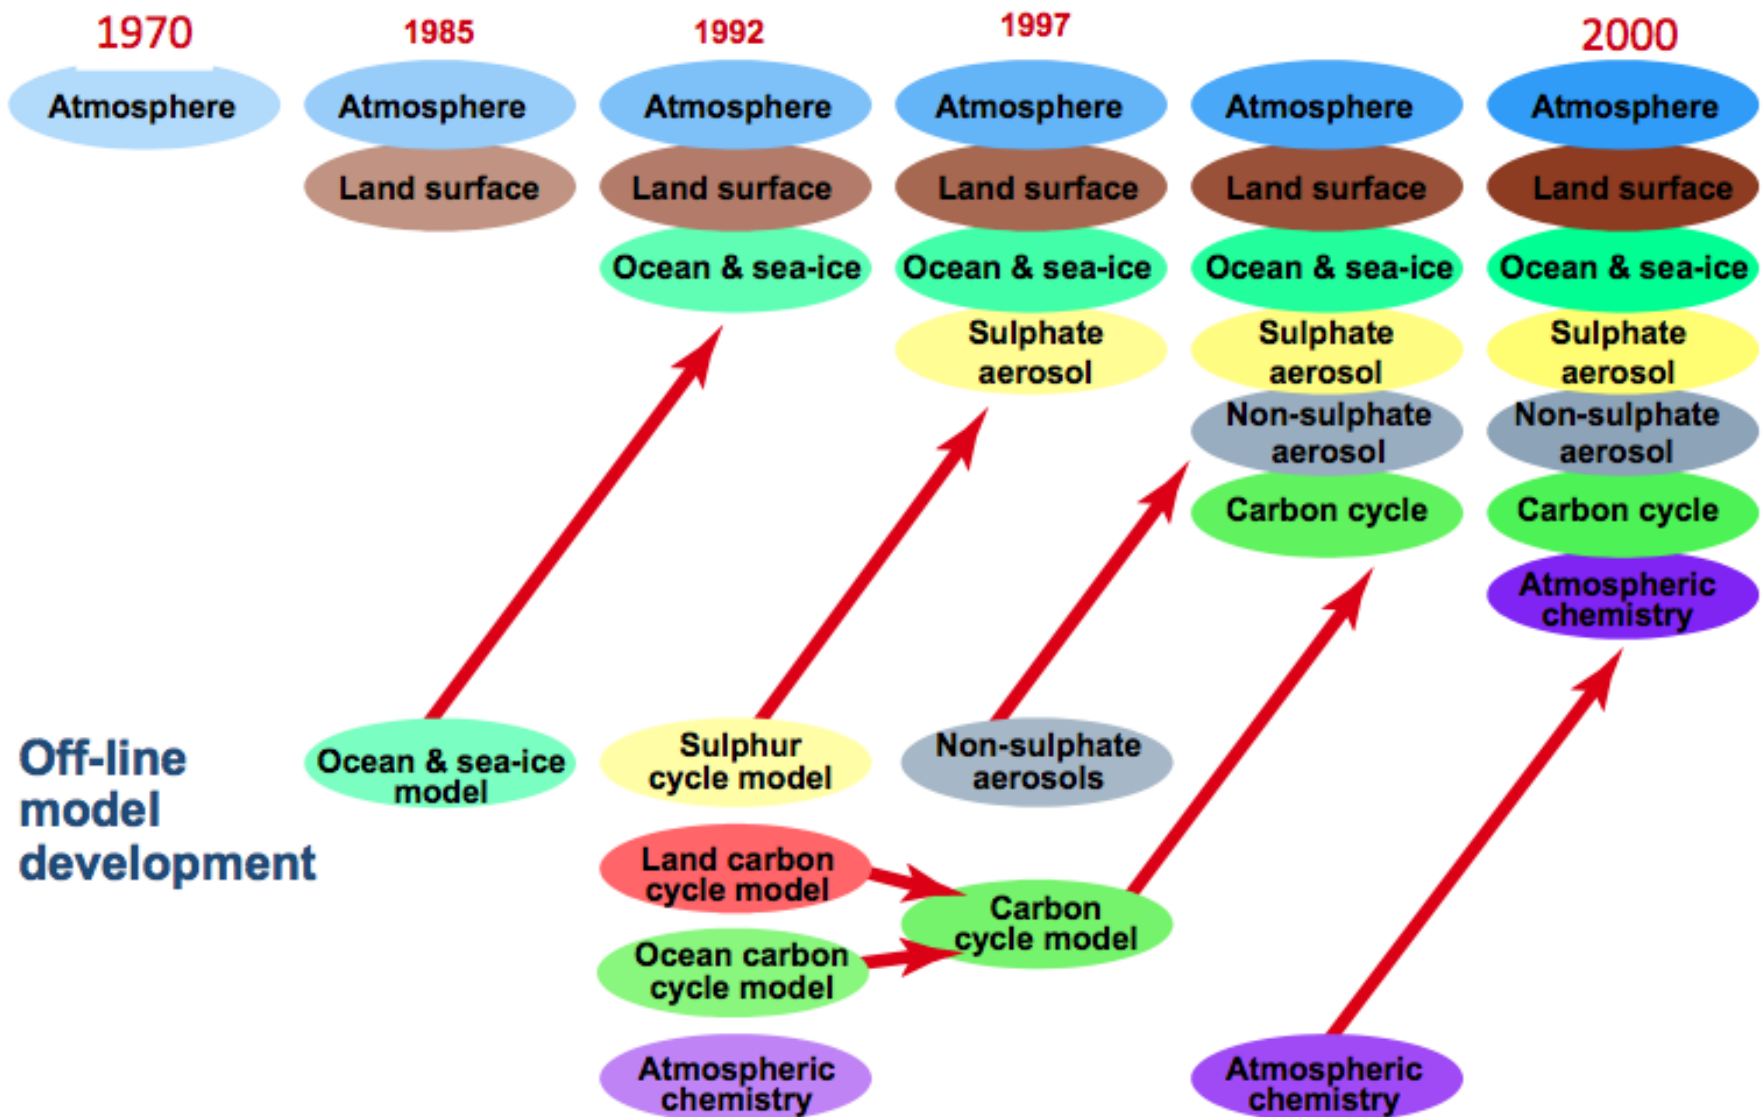 1970 1985 1992 1997 2000
Atmosphere Atmosphere Atmosphere Atmosphere Atmosphere Atmosphere
Land surface Land surface Land surface Land surface Land surface
Ocean & sea-ice Ocean & sea-ice Ocean & sea-ice Ocean & sea-ice
Sulphate Sulphate Sulphate
aerosol aerosol aerosol
Non-sulphate Non-sulphate
aerosol aerosol
Carbon cycle Carbon cycle
Atmospheric
chemistry
Off-line
model
development
Ocean & sea-ice
model
Sulphur
cycle model
Non-sulphate
aerosols
Land carbon
cycle model
Carbon
cycle model
Ocean carbon
cycle model
Atmospheric
chemistry
Atmospheric
chemistry